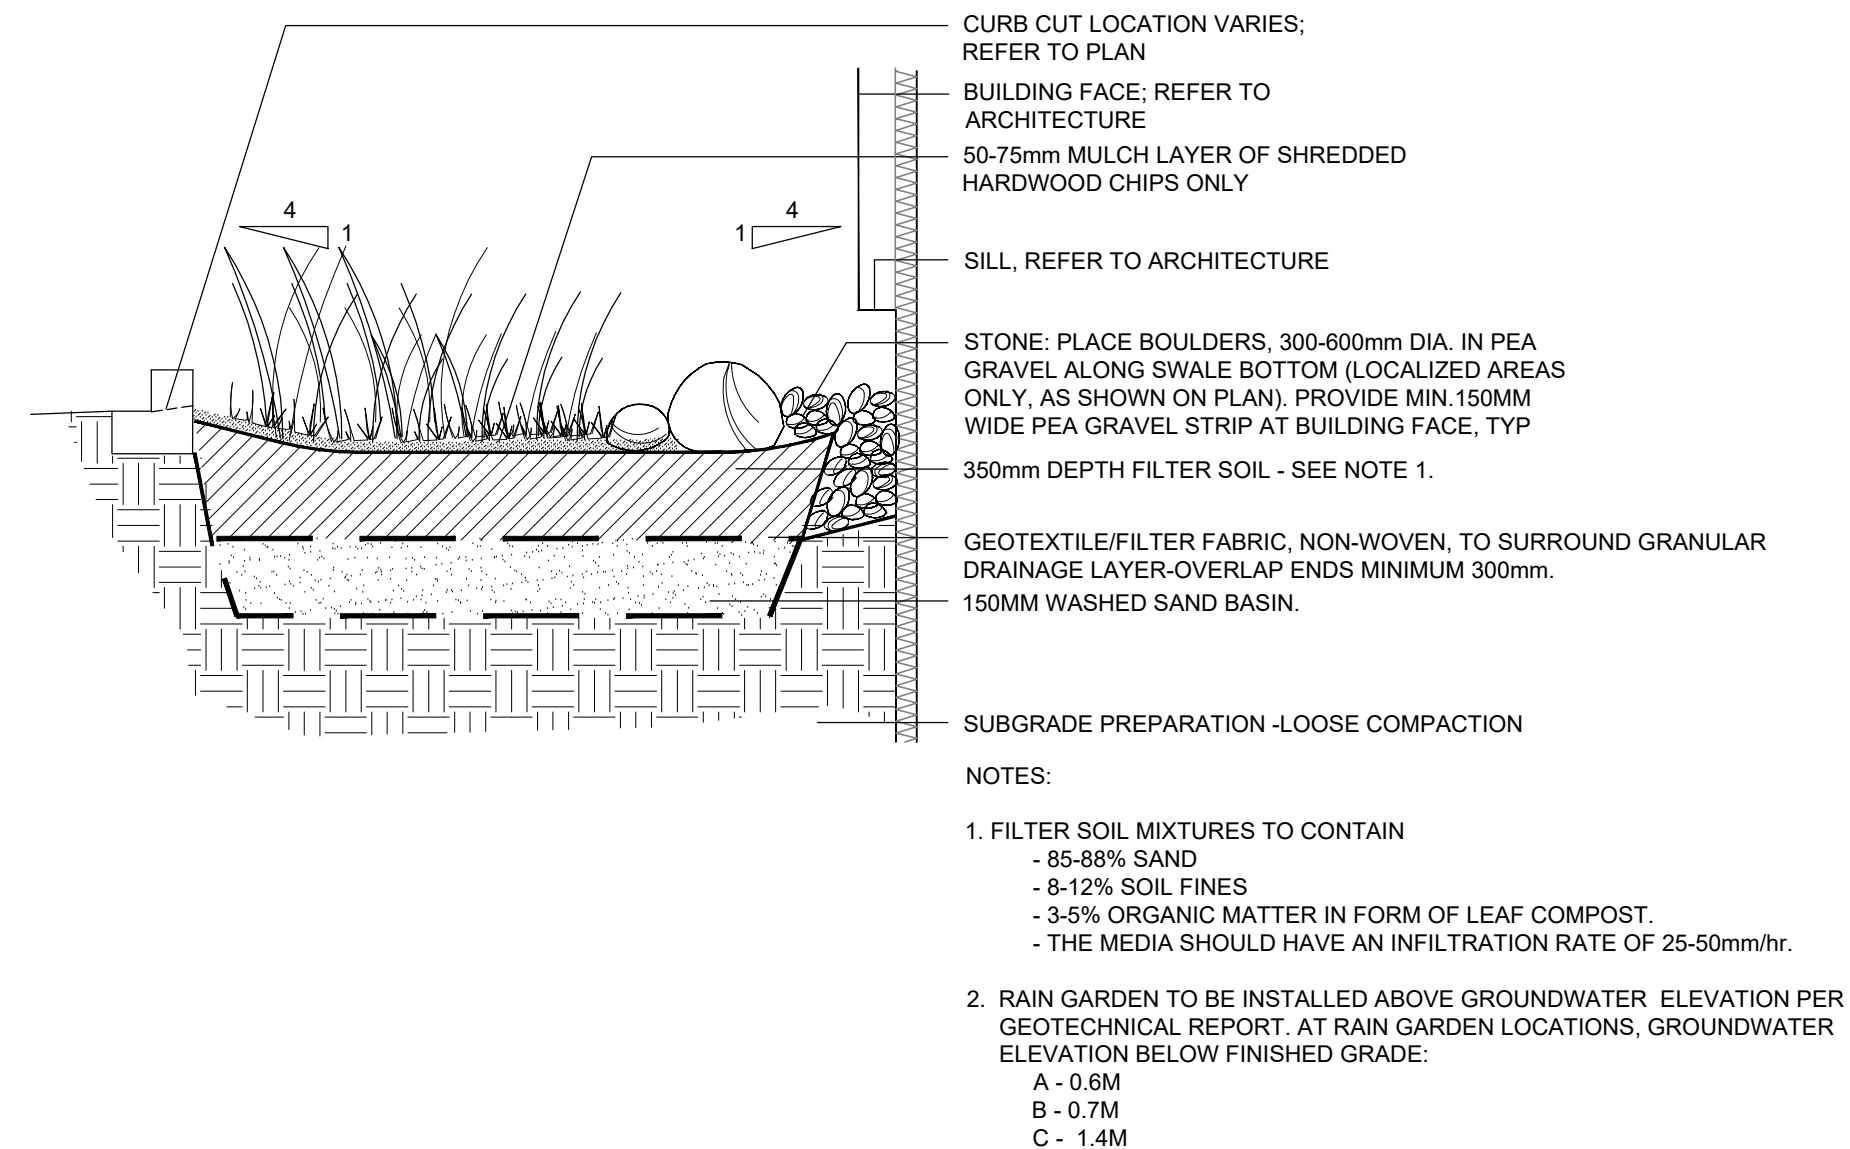 CURB CUT LOCATION VARIES;
REFER TO PLAN
BUILDING FACE; REFER TO
ARCHITECTURE
50-75mm MULCH LAYER OF SHREDDED
HARDWOOD CHIPS ONLY
4
1
4
1
SILL, REFER TO ARCHITECTURE
STONE: PLACE BOULDERS, 300-600mm DIA. IN PEA
GRAVEL ALONG SWALE BOTTOM (LOCALIZED AREAS
ONLY, AS SHOWN ON PLAN). PROVIDE MIN.150MM
WIDE PEA GRAVEL STRIP AT BUILDING FACE, TYP
350mm DEPTH FILTER SOIL - SEE NOTE 1.
GEOTEXTILE/FILTER FABRIC, NON-WOVEN, TO SURROUND GRANULAR
DRAINAGE LAYER-OVERLAP ENDS MINIMUM 300mm.
150MM WASHED SAND BASIN.
SUBGRADE PREPARATION -LOOSE COMPACTION
NOTES:
1. FILTER SOIL MIXTURES TO CONTAIN
- 85-88% SAND
- 8-12% SOIL FINES
- 3-5% ORGANIC MATTER IN FORM OF LEAF COMPOST.
- THE MEDIA SHOULD HAVE AN INFILTRATION RATE OF 25-50mm/hr.
2. RAIN GARDEN TO BE INSTALLED ABOVE GROUNDWATER ELEVATION PER
GEOTECHNICAL REPORT. AT RAIN GARDEN LOCATIONS, GROUNDWATER
ELEVATION BELOW FINISHED GRADE:
A - 0.6M
B - 0.7M
C - 1.4M